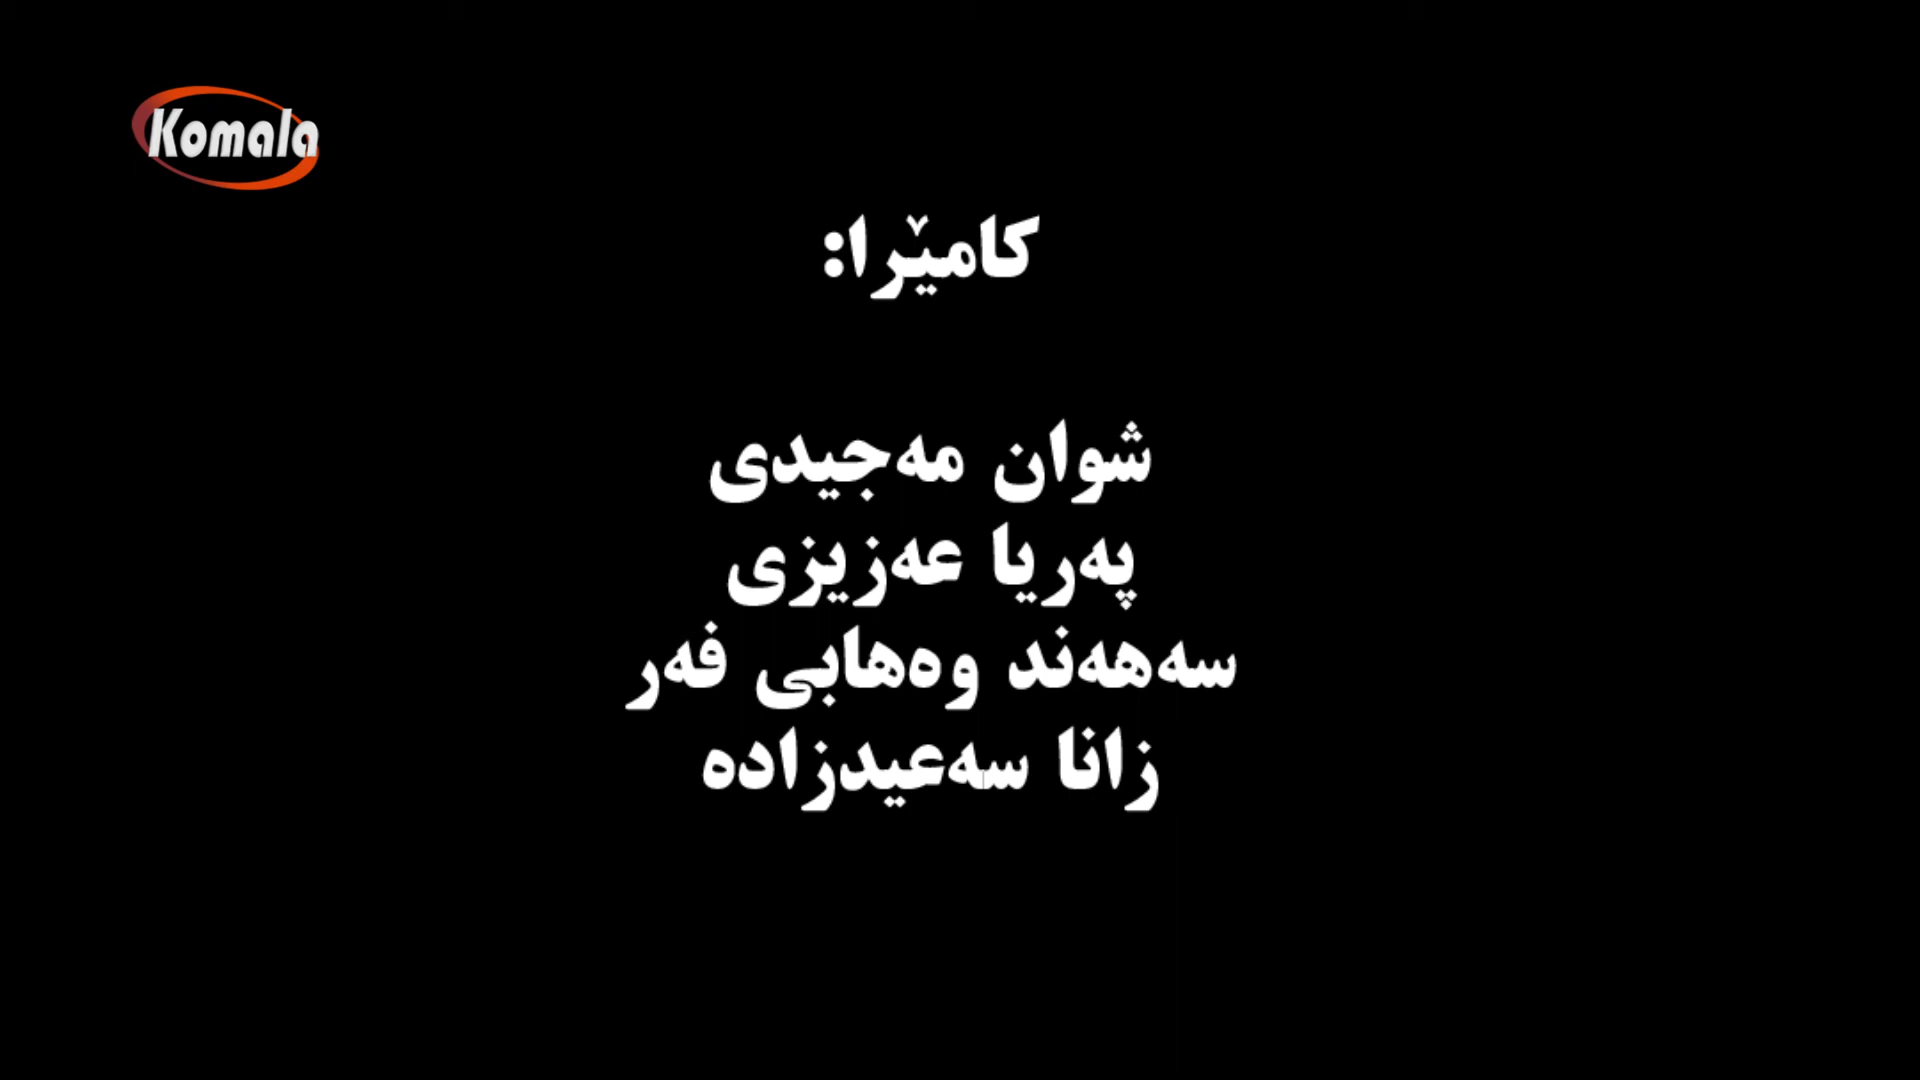 Komala
کامێرا:
شوان مەجیدی
پەریا عەزیزی
سەهەند وەهابی فەر
زانا سەعیدزادە